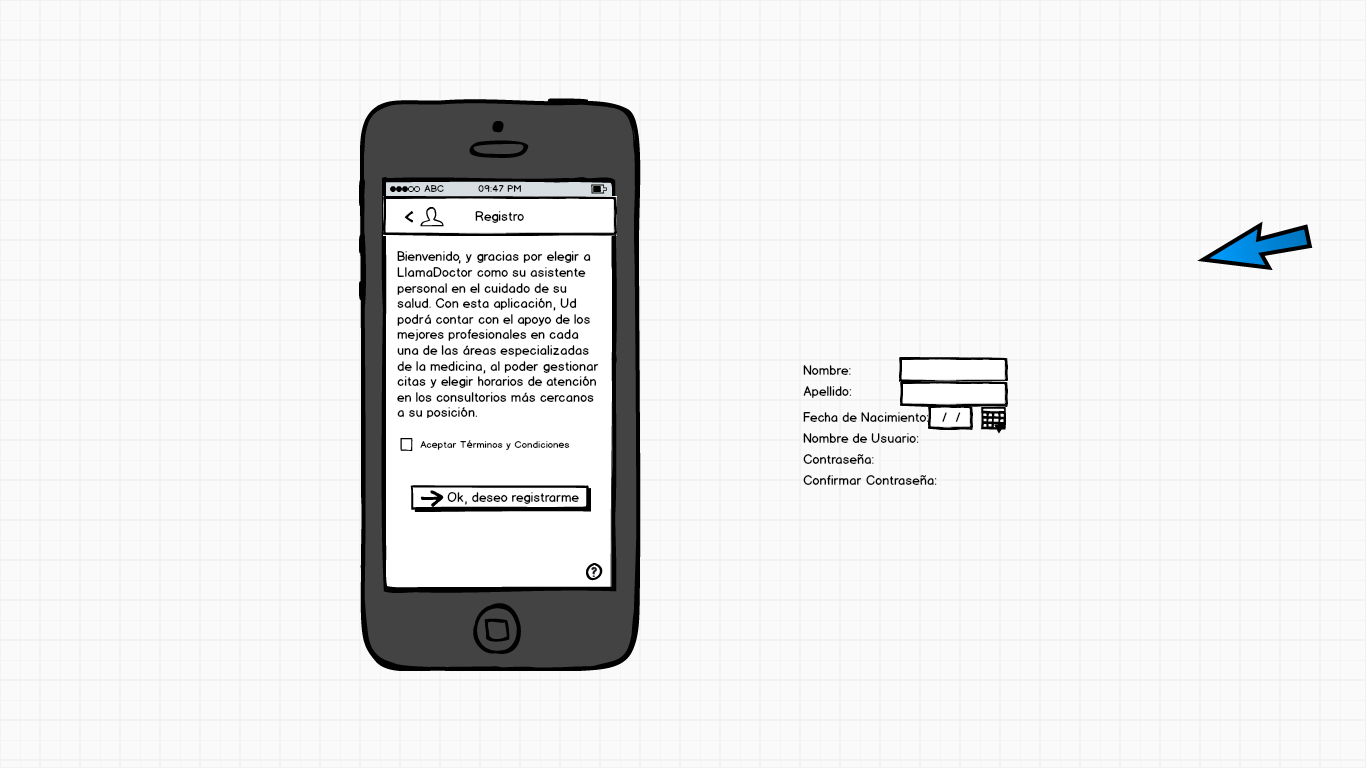 ABC 09:47 PM
< Registro
Bienvenido, y gracias por elegir a
LlamaDoctor como su asistente
personal en el cuidado de su
salud. Con esta aplicación, Ud
podrá contar con el apoyo de los
mejores profesionales en cada
una de las áreas especializadas
de la medicina, al poder gestionar
citas y elegir horarios de atención
en los consultorios más cercanos
a su posición.
Aceptar Términos y Condiciones
Ok, deseo registrarme
?
Nombre:
Apellido:
Fecha de Nacimiento: / /
Nombre de Usuario:
Contraseña:
Confirmar Contraseña: